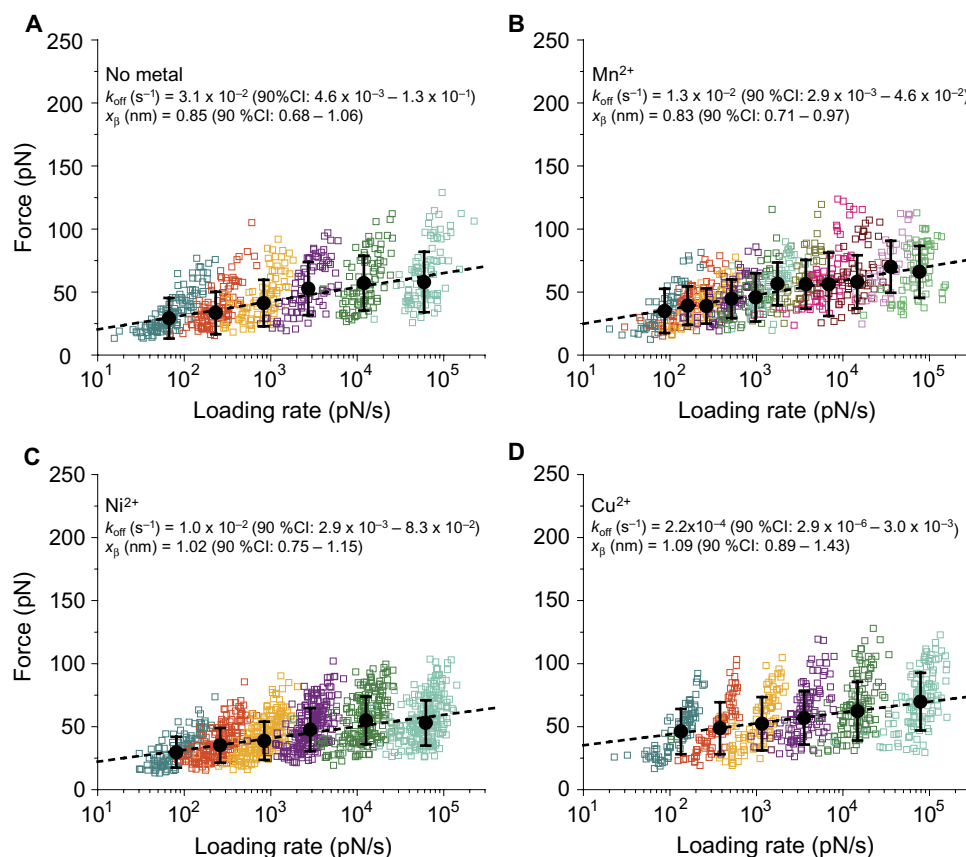 A
250
200
150
100
50
0
Force (pN)
No metal
k_off (s⁻¹) = 3.1 x 10⁻² (90%CI: 4.6 x 10⁻³ – 1.3 x 10⁻¹)
x_β (nm) = 0.85 (90 %CI: 0.68 – 1.06)
10¹ 10² 10³ 10⁴ 10⁵
Loading rate (pN/s)
B
250
200
150
100
50
0
Mn²⁺
k_off (s⁻¹) = 1.3 x 10⁻² (90 %CI: 2.9 x 10⁻³ – 4.6 x 10⁻²)
x_β (nm) = 0.83 (90 %CI: 0.71 – 0.97)
10¹ 10² 10³ 10⁴ 10⁵
Loading rate (pN/s)
C
250
200
150
100
50
0
Force (pN)
Ni²⁺
k_off (s⁻¹) = 1.0 x 10⁻² (90 %CI: 2.9 x 10⁻³ – 8.3 x 10⁻²)
x_β (nm) = 1.02 (90 %CI: 0.75 – 1.15)
10¹ 10² 10³ 10⁴ 10⁵
Loading rate (pN/s)
D
250
200
150
100
50
0
Cu²⁺
k_off (s⁻¹) = 2.2x10⁻⁴ (90 %CI: 2.9 x 10⁻⁶ – 3.0 x 10⁻³)
x_β (nm) = 1.09 (90 %CI: 0.89 – 1.43)
10¹ 10² 10³ 10⁴ 10⁵
Loading rate (pN/s)